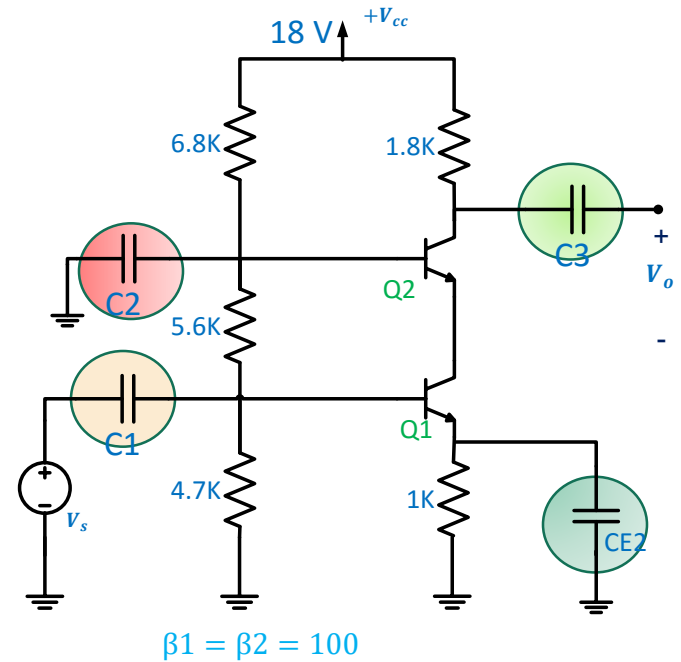 +Vcc
18 V
6.8K
1.8K
C2
C3
+
Vo
-
Q2
5.6K
C1
Q1
+
-
Vs
4.7K
1K
CE2
β1 = β2 = 100